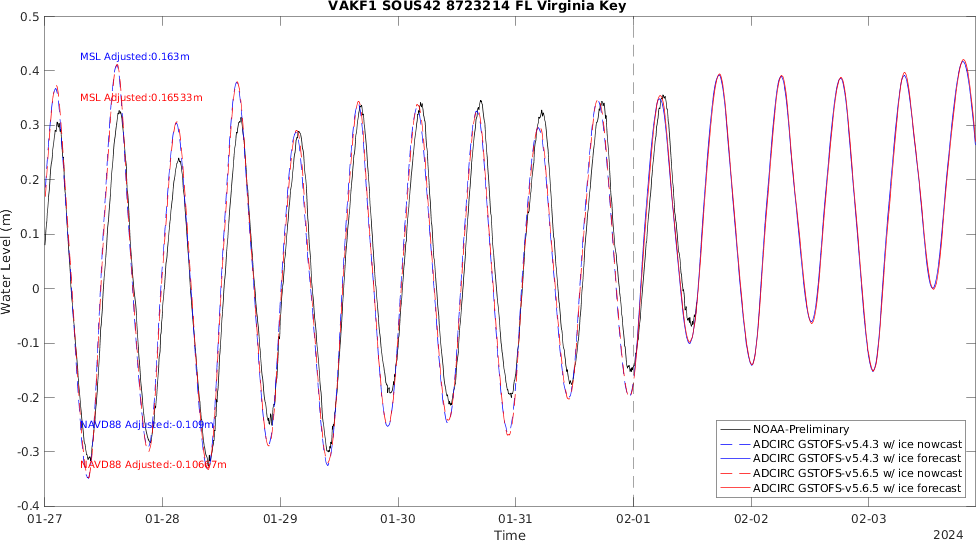 VAKF1 SOUS42 8723214 FL Virginia Key
0.5
0.4
0.3
0.2
0.1
0
-0.1
-0.2
-0.3
-0.4
Water Level (m)
MSL Adjusted:0.163m
MSL Adjusted:0.16533m
NAVD88 Adjusted:-0.109m
NAVD88 Adjusted:-0.10667m
NOAA-Preliminary
ADCIRC GSTOFS-v5.4.3 w/ ice nowcast
ADCIRC GSTOFS-v5.4.3 w/ ice forecast
ADCIRC GSTOFS-v5.6.5 w/ ice nowcast
ADCIRC GSTOFS-v5.6.5 w/ ice forecast
01-27 01-28 01-29 01-30 01-31 02-01 02-02 02-03
Time
2024